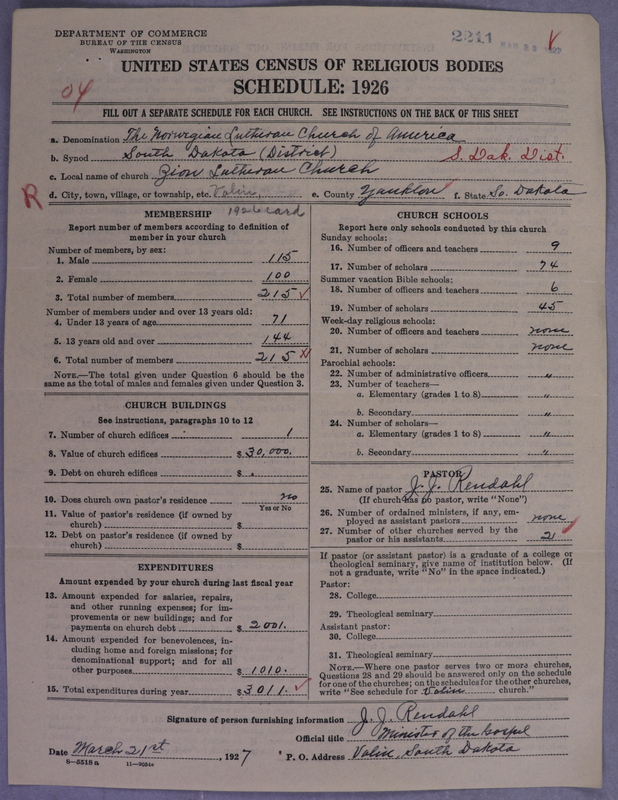 DEPARTMENT OF COMMERCE
BUREAU OF THE CENSUS
WASHINGTON
2211
UNITED STATES CENSUS OF RELIGIOUS BODIES
SCHEDULE: 1926
04
FILL OUT A SEPARATE SCHEDULE FOR EACH CHURCH. SEE INSTRUCTIONS ON THE BACK OF THIS SHEET
a. Denomination The Norwegian Lutheran Church of America
b. Synod South Dakota (District) S. Dak. Dist.
c. Local name of church Zion Lutheran Church
R d. City, town, village, or township, etc. Volin, e. County Yankton f. State So. Dakota
1926 card
MEMBERSHIP
Report number of members according to definition of
member in your church
Number of members, by sex:
1. Male 115
2. Female 100
3. Total number of members 215
Number of members under and over 13 years old:
4. Under 13 years of age 71
5. 13 years old and over 144
6. Total number of members 215
NOTE.—The total given under Question 6 should be the
same as the total of males and females given under Question 3.
CHURCH BUILDINGS
See instructions, paragraphs 10 to 12
7. Number of church edifices 1
8. Value of church edifices $ 30,000.
9. Debt on church edifices $
10. Does church own pastor's residence no
Yes or No
11. Value of pastor's residence (if owned by
church) $
12. Debt on pastor's residence (if owned by
church) $
EXPENDITURES
Amount expended by your church during last fiscal year
13. Amount expended for salaries, repairs,
and other running expenses; for im-
provements or new buildings; and for
payments on church debt $ 2001.
14. Amount expended for benevolences, in-
cluding home and foreign missions; for
denominational support; and for all
other purposes $ 1010.
15. Total expenditures during year $ 3011.
CHURCH SCHOOLS
Report here only schools conducted by this church
Sunday schools:
16. Number of officers and teachers 9
17. Number of scholars 74
Summer vacation Bible schools:
18. Number of officers and teachers 6
19. Number of scholars 45
Week-day religious schools:
20. Number of officers and teachers none
21. Number of scholars none
Parochial schools:
22. Number of administrative officers "
23. Number of teachers—
a. Elementary (grades 1 to 8) "
b. Secondary "
24. Number of scholars—
a. Elementary (grades 1 to 8) "
b. Secondary "
PASTOR
25. Name of pastor J. J. Rendahl
(If church has no pastor, write "None")
26. Number of ordained ministers, if any, em-
ployed as assistant pastors none
27. Number of other churches served by the
pastor or his assistants 2
If pastor (or assistant pastor) is a graduate of a college or
theological seminary, give name of institution below. (If
not a graduate, write "No" in the space indicated.)
Pastor:
28. College
29. Theological seminary
Assistant pastor:
30. College
31. Theological seminary
NOTE.—Where one pastor serves two or more churches,
Questions 28 and 29 should be answered only on the schedule
for one of the churches; on the schedules for the other churches,
write "See schedule for Volin church."
Signature of person furnishing information J. J. Rendahl
Official title Minister of the Gospel
Date March 21st, 1927 P. O. Address Volin, South Dakota
8—5518a 11—9054a